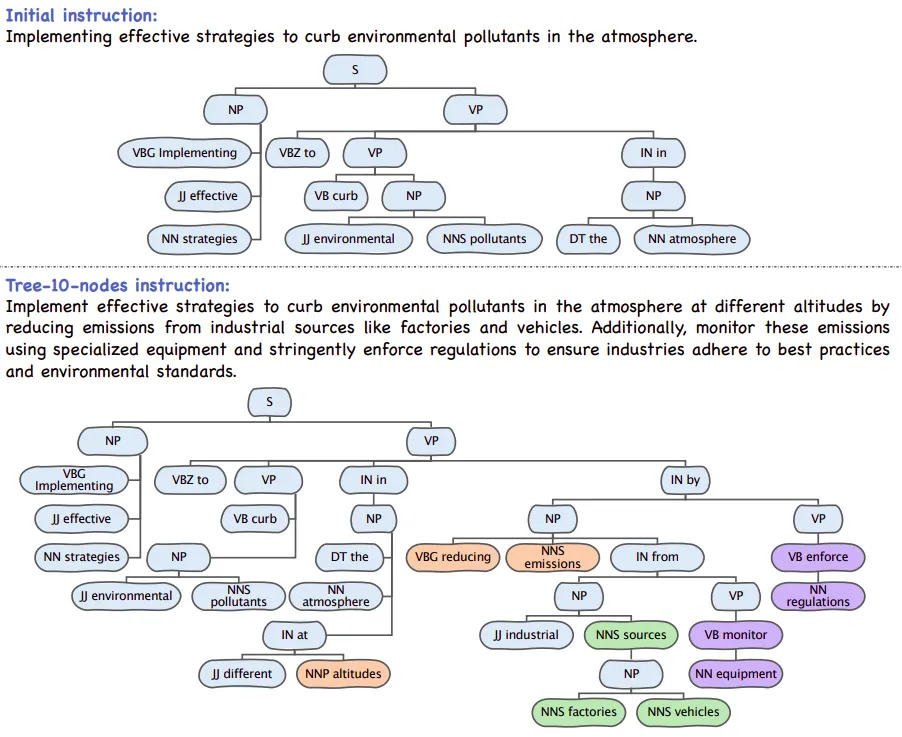 Initial instruction:
Implementing effective strategies to curb environmental pollutants in the atmosphere.
S
NP
VP
VBG Implementing
VBZ to
VP
IN in
JJ effective
VB curb
NP
NP
NN strategies
JJ environmental
NNS pollutants
DT the
NN atmosphere
Tree-10-nodes instruction:
Implement effective strategies to curb environmental pollutants in the atmosphere at different altitudes by
reducing emissions from industrial sources like factories and vehicles. Additionally, monitor these emissions
using specialized equipment and stringently enforce regulations to ensure industries adhere to best practices
and environmental standards.
S
NP
VP
VBG
Implementing
VBZ to
VP
IN in
IN by
JJ effective
VB curb
NP
NP
VP
NN strategies
NP
DT the
VBG reducing
NNS
emissions
IN from
VB enforce
JJ environmental
NNS
pollutants
NN
atmosphere
NP
VP
NN
regulations
IN at
JJ industrial
NNS sources
VB monitor
JJ different
NNP altitudes
NP
NN equipment
NNS factories
NNS vehicles